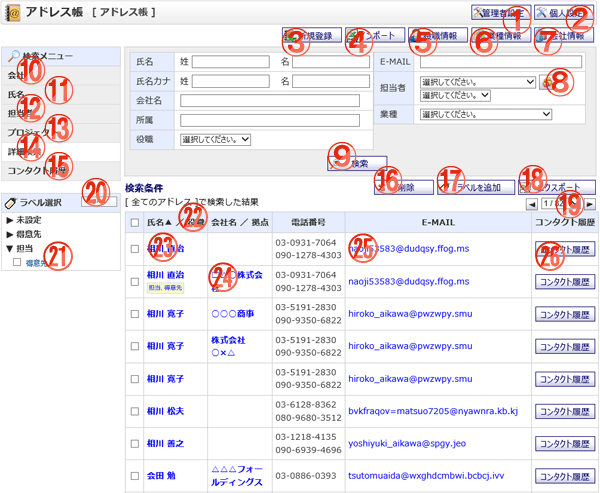 アドレス帳 [ アドレス帳 ]
管理者設定 ① 個人設定 ②
③ 新規登録 ④ インポート ⑤ 役職情報 ⑥ 業種情報 ⑦ 会社情報
検索メニュー
⑩ 会社
⑪ 氏名
⑫ 担当者
⑬ プロジェクト
⑭ 詳細検索
⑮ コンタクト履歴
氏名 姓 名
氏名カナ 姓 名
会社名
所属
役職 選択してください。
E-MAIL
担当者 選択してください。 ⑧
選択してください。
業種 選択してください。
⑨ 検索
ラベル選択 ⑳
▶ 未設定
▶ 得意先
▼ 担当
得意先 ㉑
検索条件
⑯ 削除 ⑰ ラベルを追加 ⑱ エクスポート
[ 全てのアドレス ]で検索した結果
◀ 1 / ⑲ ▶
氏名▲ ／ 役職 ㉒ 会社名 ／ 拠点 電話番号 E-MAIL コンタクト履歴
相川 直治 ㉓ 03-0931-7064 ㉕ naoji53583@dudqsy.ffog.ms コンタクト履歴 ㉖
090-1278-4303
相川 直治 ㉔ 株式会社 03-0931-7064 naoji53583@dudqsy.ffog.ms コンタクト履歴
担当, 得意先 090-1278-4303
相川 寛子 ○○○商事 03-5191-2830 hiroko_aikawa@pwzwpy.smu コンタクト履歴
090-9350-6822
相川 寛子 株式会社 03-5191-2830 hiroko_aikawa@pwzwpy.smu コンタクト履歴
○×△ 090-9350-6822
相川 寛子 03-5191-2830 hiroko_aikawa@pwzwpy.smu コンタクト履歴
090-9350-6822
相川 松夫 03-6128-8362 bvkfraqov=matsuo7205@nyawnra.kb.kj コンタクト履歴
080-9680-3512
相川 善之 03-1218-4135 yoshiyuki_aikawa@spgy.jeo コンタクト履歴
090-6939-4696
会田 勉 △△△フォー 03-0886-0393 tsutomuaida@wxghdcmbwi.bcbcj.ivv コンタクト履歴
ルディングス